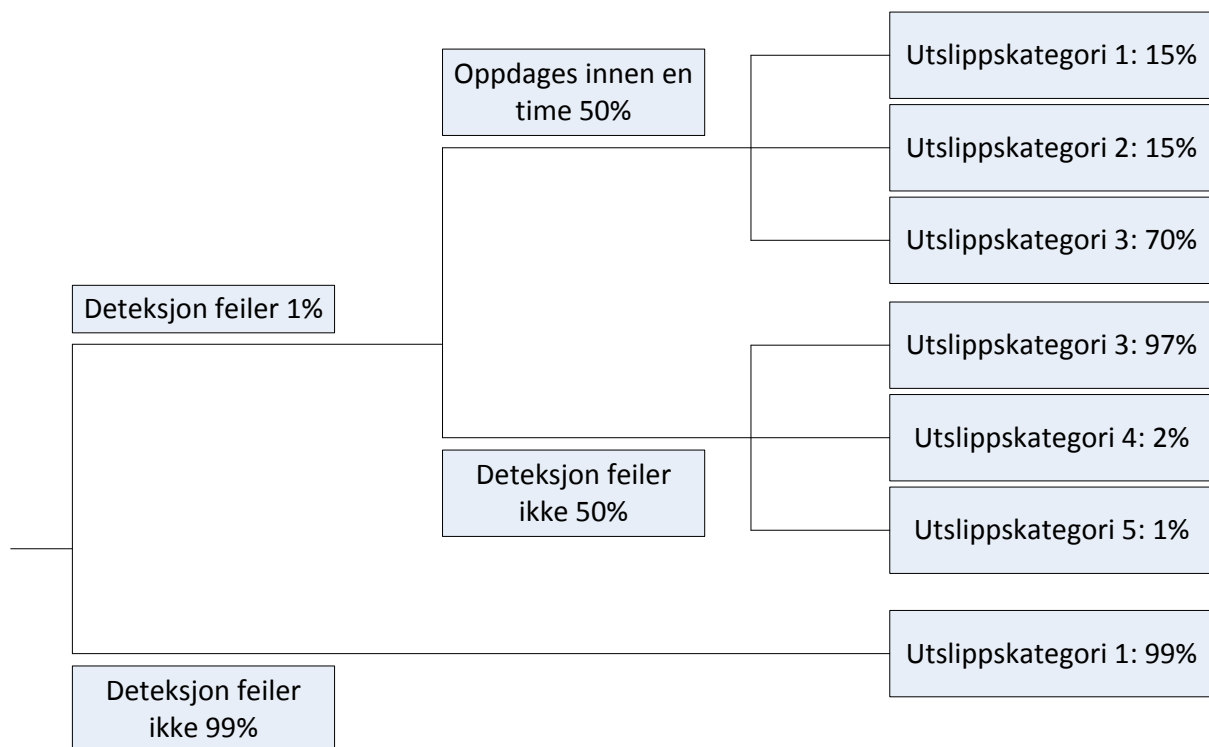 Oppdages innen en
time 50%
Utslippskategori 1: 15%
Utslippskategori 2: 15%
Utslippskategori 3: 70%
Deteksjon feiler 1%
Utslippskategori 3: 97%
Utslippskategori 4: 2%
Deteksjon feiler
ikke 50%
Utslippskategori 5: 1%
Utslippskategori 1: 99%
Deteksjon feiler
ikke 99%